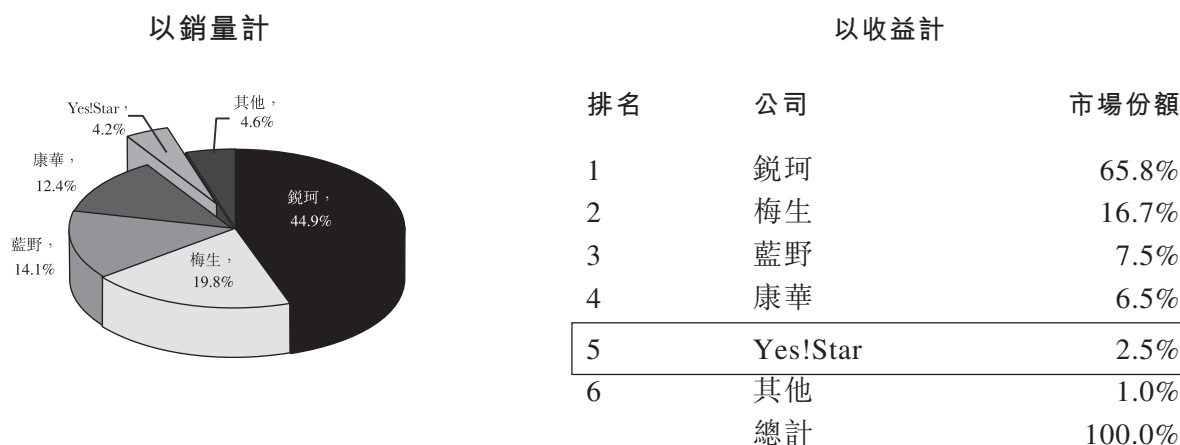 以銷量計
Yes!Star,
4.2%
其他,
4.6%
康華,
12.4%
藍野,
14.1%
梅生,
19.8%
鋭珂,
44.9%
以收益計
排名 公司 市場份額
1 鋭珂 65.8%
2 梅生 16.7%
3 藍野 7.5%
4 康華 6.5%
5 Yes!Star 2.5%
6 其他 1.0%
總計 100.0%